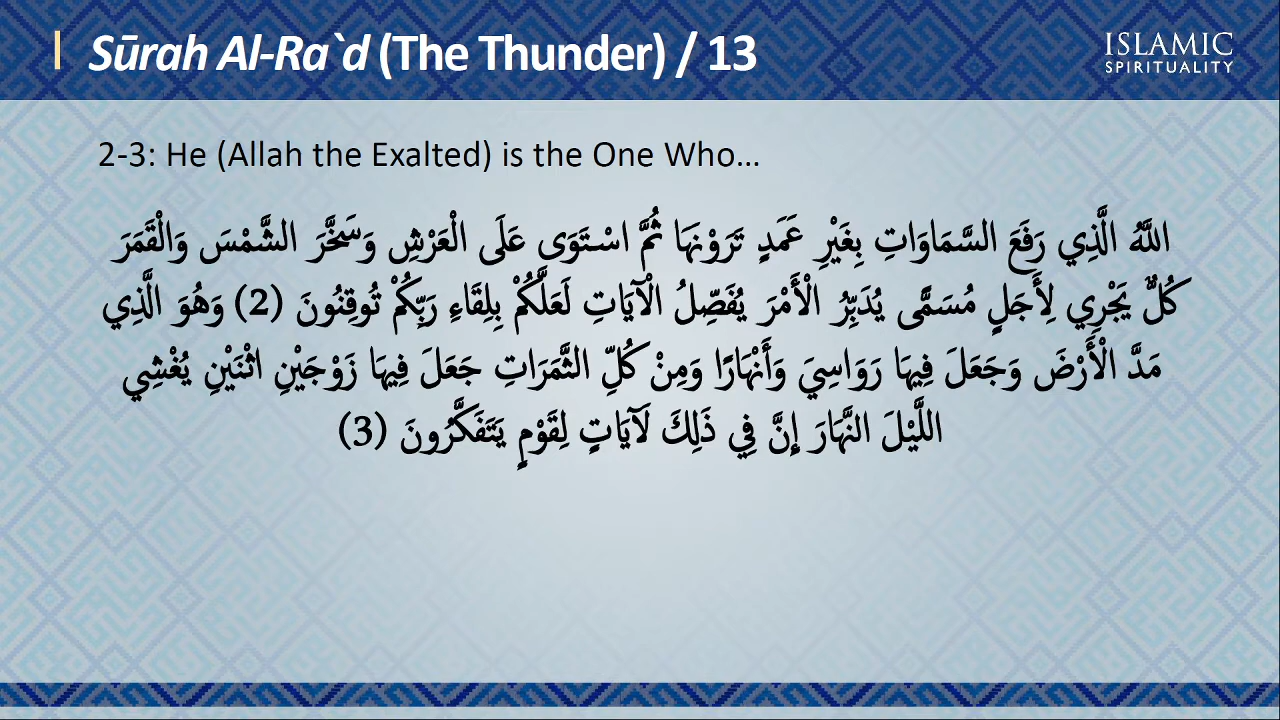 Sūrah Al-Ra`d (The Thunder) / 13
ISLAMIC
SPIRITUALITY
2-3: He (Allah the Exalted) is the One Who...
اللَّهُ الَّذِي رَفَعَ السَّمَاوَاتِ بِغَيْرِ عَمَدٍ تَرَوْنَهَا ثُمَّ اسْتَوَى عَلَى الْعَرْشِ وَسَخَّرَ الشَّمْسَ وَالْقَمَرَ
كُلٌّ يَجْرِي لِأَجَلٍ مُسَمًّى يُدَبِّرُ الْأَمْرَ يُفَصِّلُ الْآيَاتِ لَعَلَّكُمْ بِلِقَاءِ رَبِّكُمْ تُوقِنُونَ (2) وَهُوَ الَّذِي
مَدَّ الْأَرْضَ وَجَعَلَ فِيهَا رَوَاسِيَ وَأَنْهَارًا وَمِنْ كُلِّ الثَّمَرَاتِ جَعَلَ فِيهَا زَوْجَيْنِ اثْنَيْنِ يُغْشِي
اللَّيْلَ النَّهَارَ إِنَّ فِي ذَلِكَ لَآيَاتٍ لِقَوْمٍ يَتَفَكَّرُونَ (3)